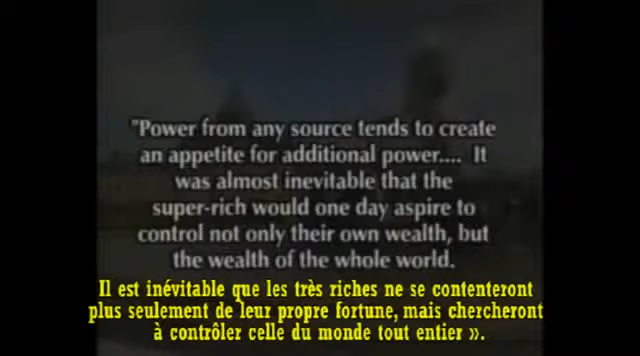 "Power from any source tends to create
an appetite for additional power.... It
was almost inevitable that the
super-rich would one day aspire to
control not only their own wealth, but
the wealth of the whole world.
Il est inévitable que les très riches ne se contenteront
plus seulement de leur propre fortune, mais chercheront
à contrôler celle du monde tout entier ».